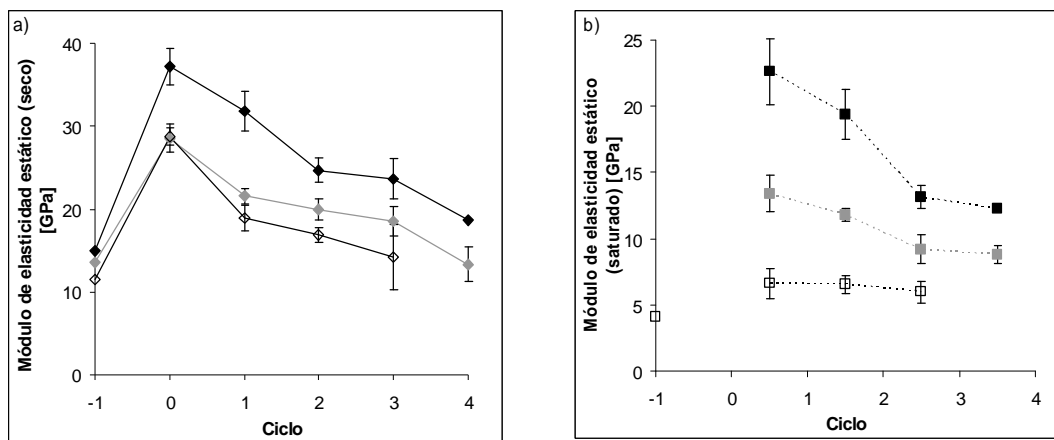 a)
Módulo de elasticidad estático (seco)
[GPa]
40
30
20
10
0
-1 0 1 2 3 4
Ciclo
b)
Módulo de elasticidad estático
(saturado) [GPa]
25
20
15
10
5
0
-1 0 1 2 3 4
Ciclo